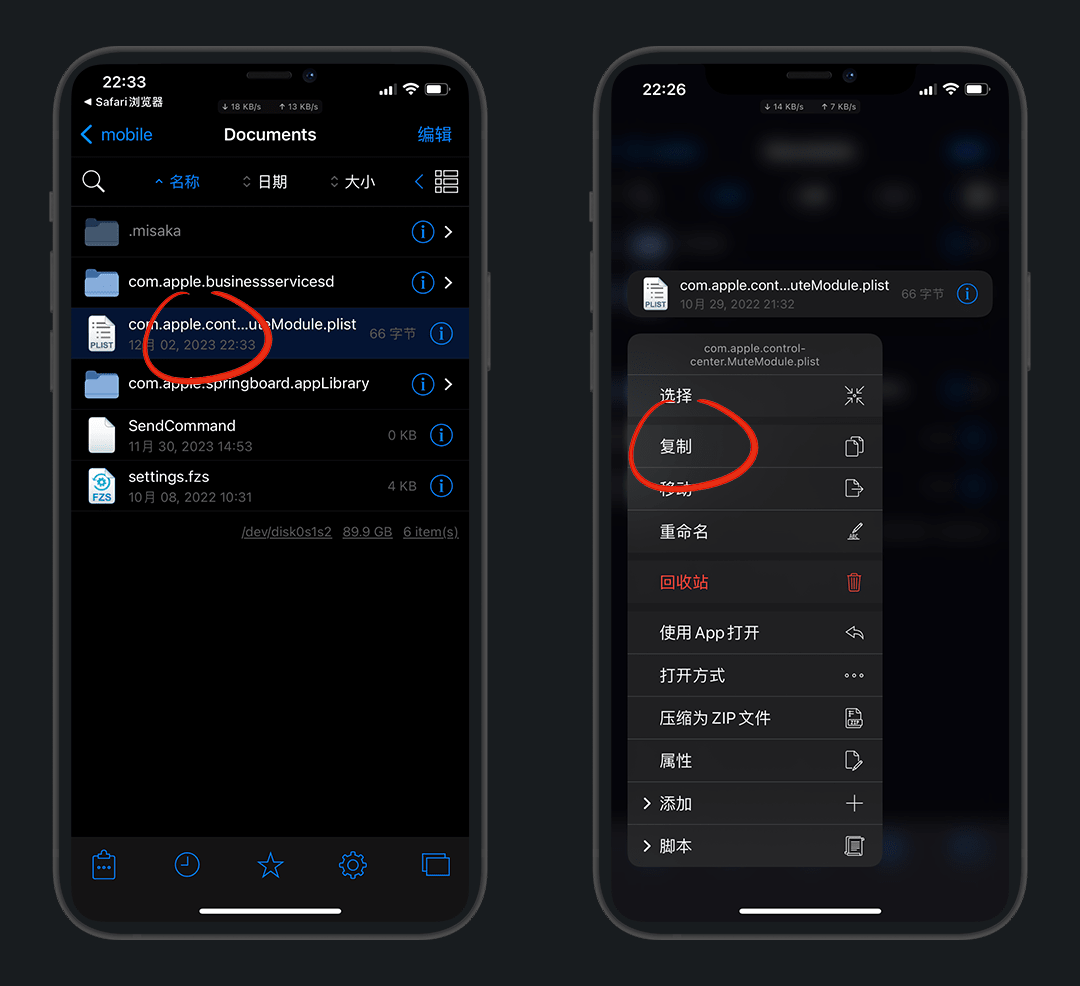 22:33
◀ Safari浏览器
↓ 18 KB/s ↑ 13 KB/s
mobile
Documents
编辑
名称
日期
大小
.misaka
com.apple.businessservicesd
com.apple.cont...uteModule.plist
12月 02, 2023 22:33
66 字节
PLIST
com.apple.springboard.appLibrary
SendCommand
11月 30, 2023 14:53
0 KB
settings.fzs
10月 08, 2022 10:31
4 KB
FZS
/dev/disk0s1s2 89.9 GB 6 item(s)
22:26
↓ 14 KB/s ↑ 7 KB/s
com.apple.cont...uteModule.plist
10月 29, 2022 21:32
66 字节
PLIST
com.apple.control-
center.MuteModule.plist
选择
复制
移动
重命名
回收站
使用App打开
打开方式
压缩为ZIP文件
属性
添加
脚本